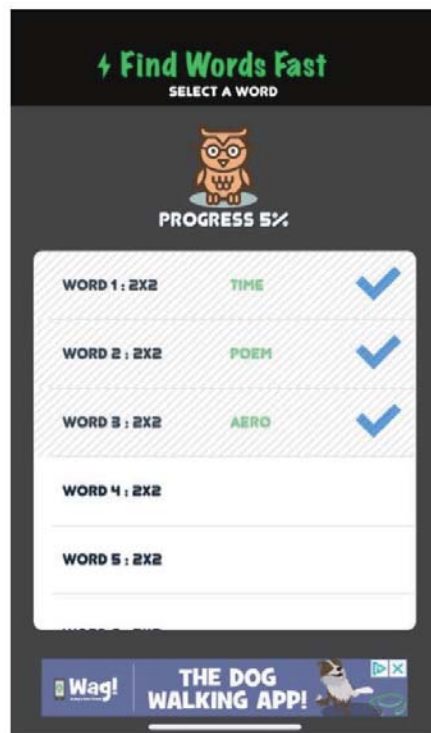 Find Words Fast
SELECT A WORD
PROGRESS 5%
WORD 1 : 2X2 TIME
WORD 2 : 2X2 POEM
WORD 3 : 2X2 AERO
WORD 4 : 2X2
WORD 5 : 2X2
Wag! THE DOG
WALKING APP!